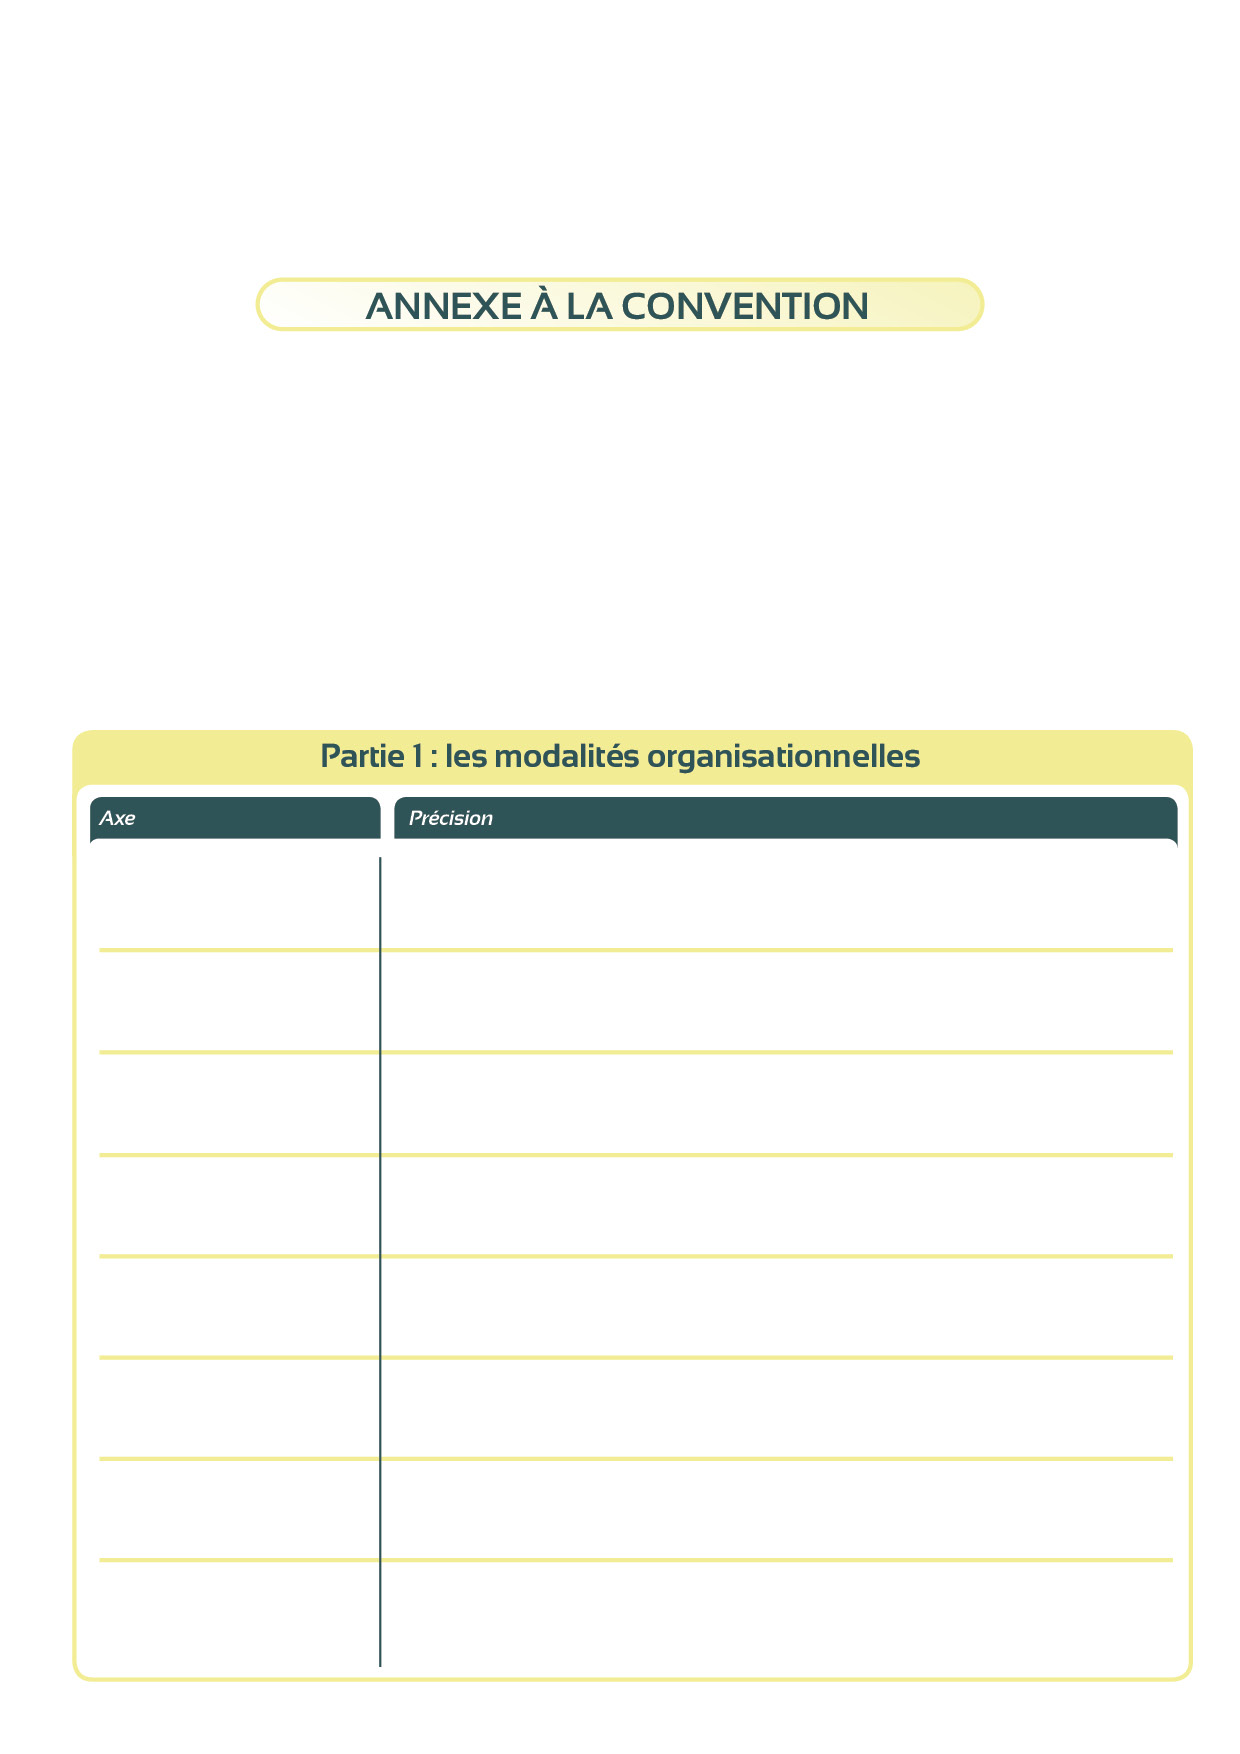 ANNEXE À LA CONVENTION
Partie 1 : les modalités organisationnelles
Axe
Précision